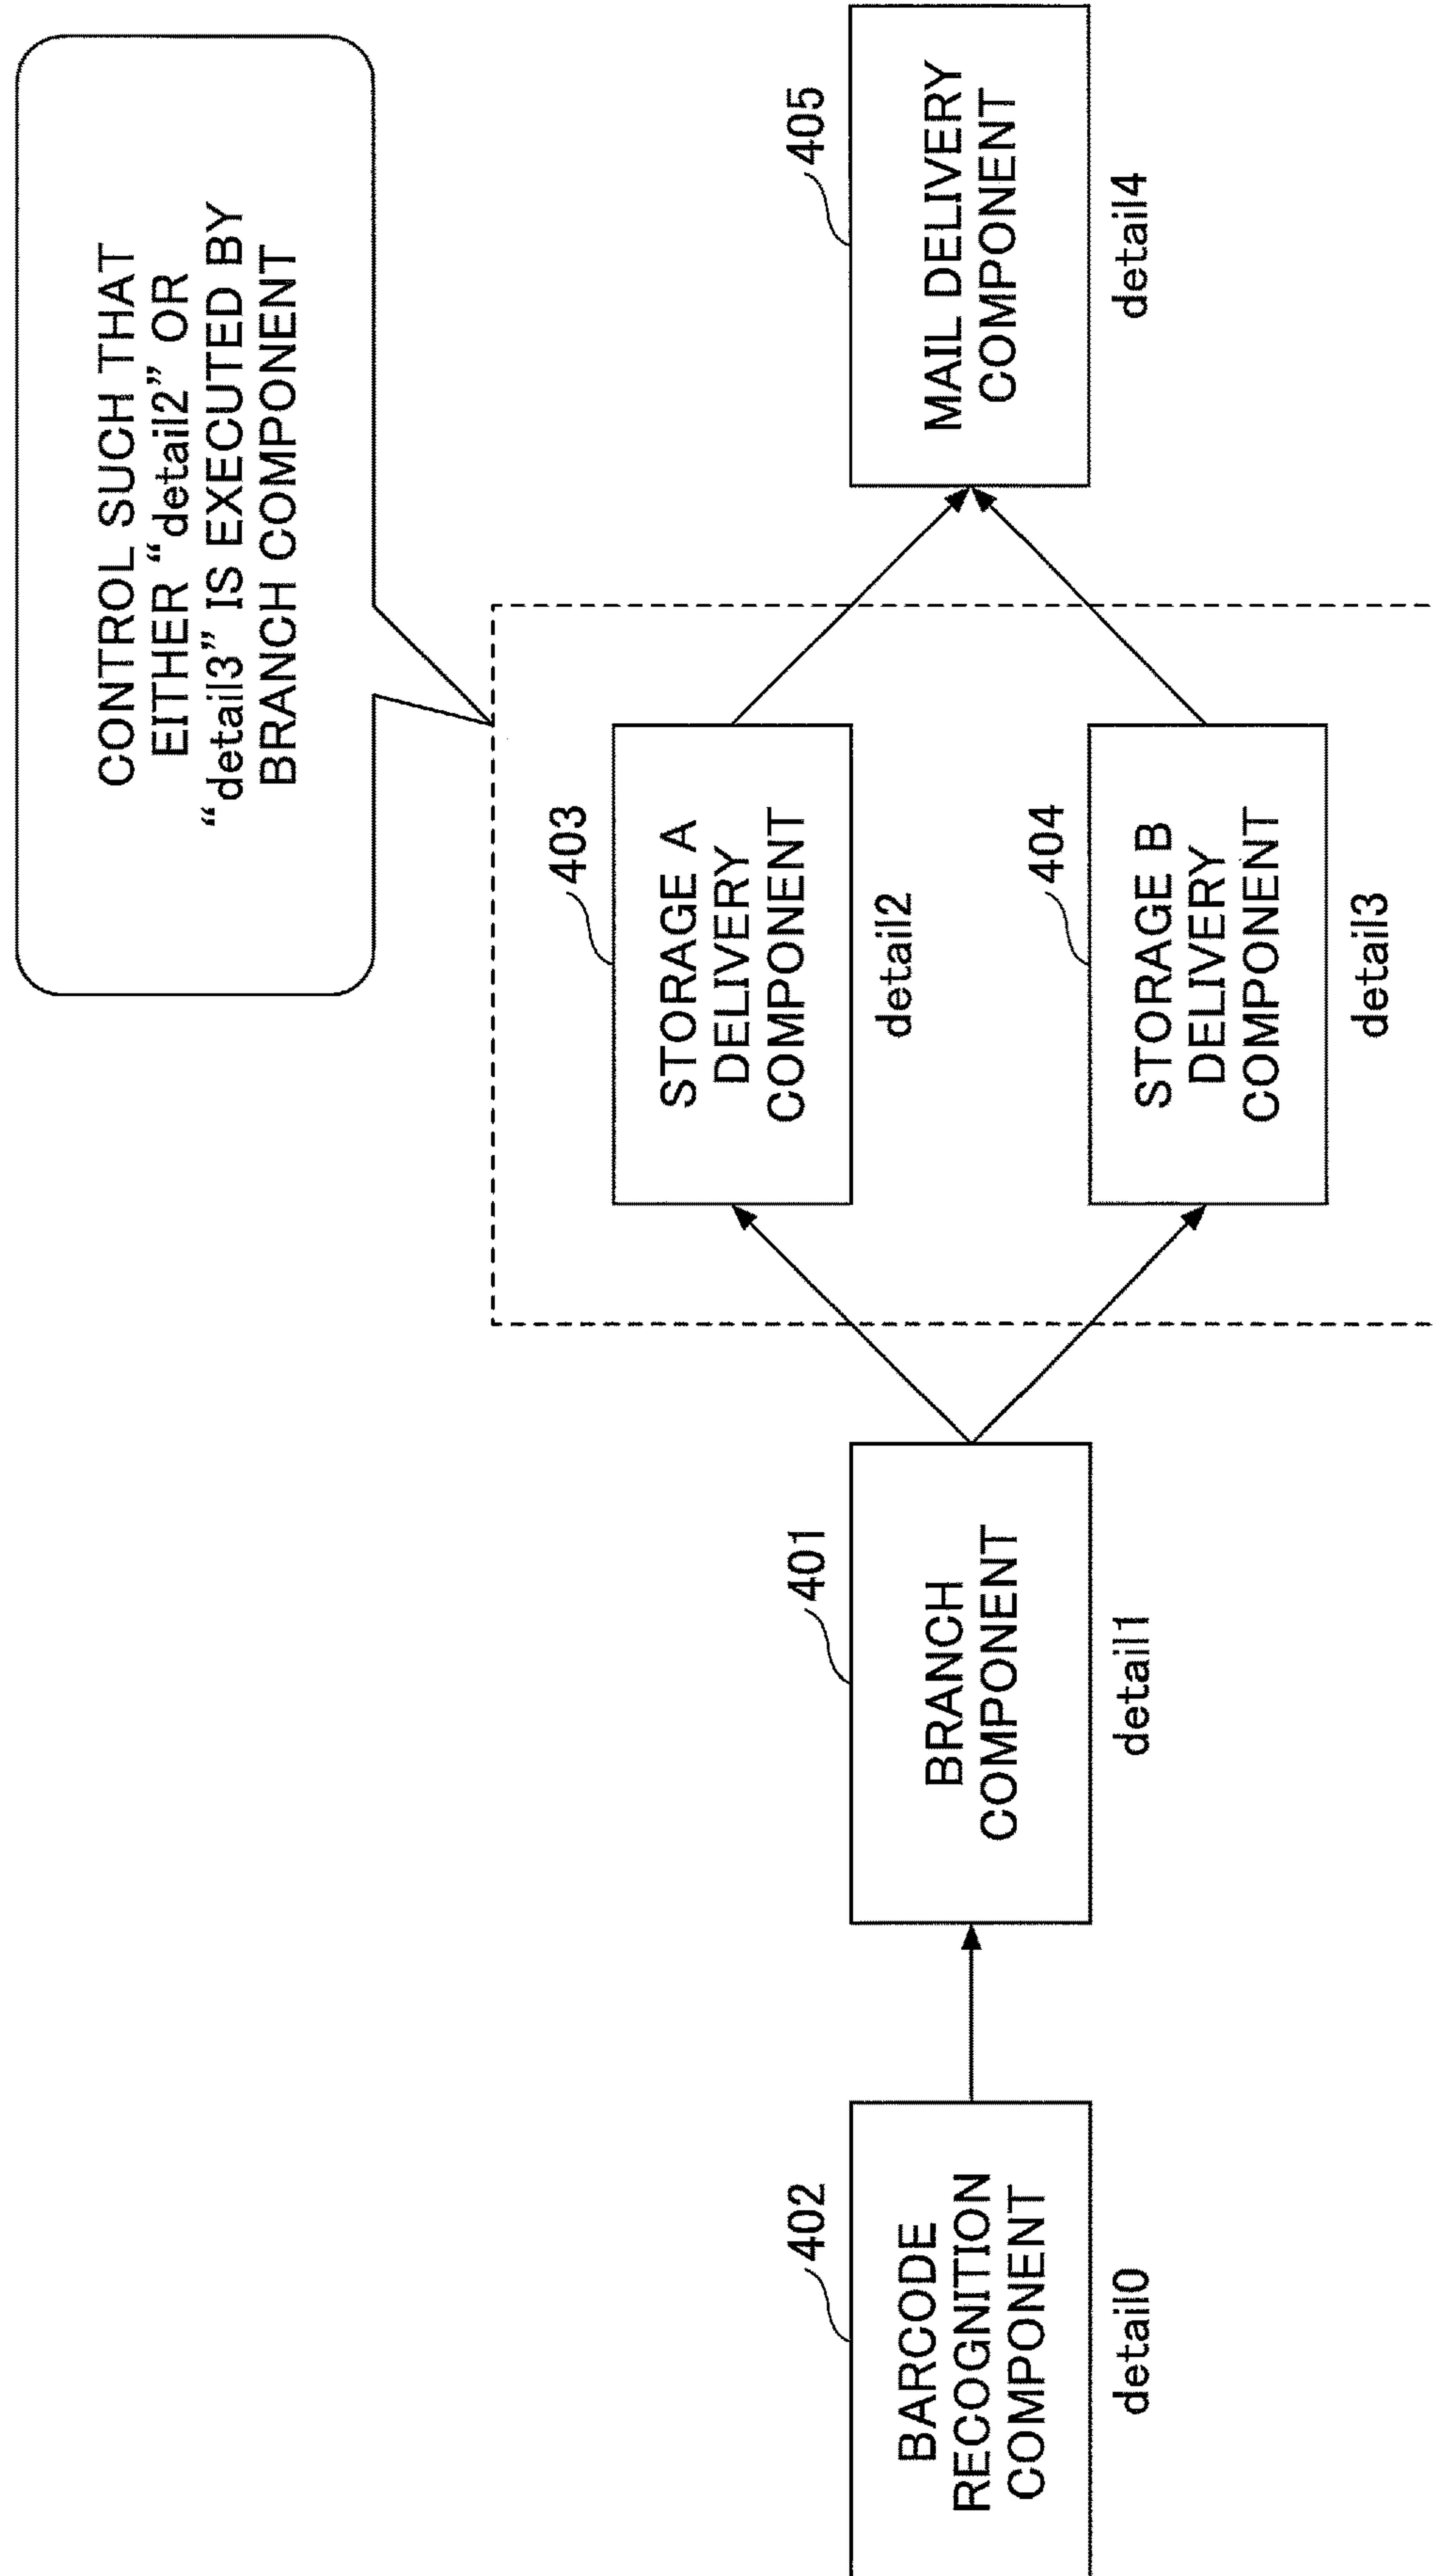 CONTROL SUCH THAT
EITHER “detail2” OR
“detail3” IS EXECUTED BY
BRANCH COMPONENT
402
BARCODE
RECOGNITION
COMPONENT
detail0
401
BRANCH
COMPONENT
detail1
403
STORAGE A
DELIVERY
COMPONENT
detail2
404
STORAGE B
DELIVERY
COMPONENT
detail3
405
MAIL DELIVERY
COMPONENT
detail4